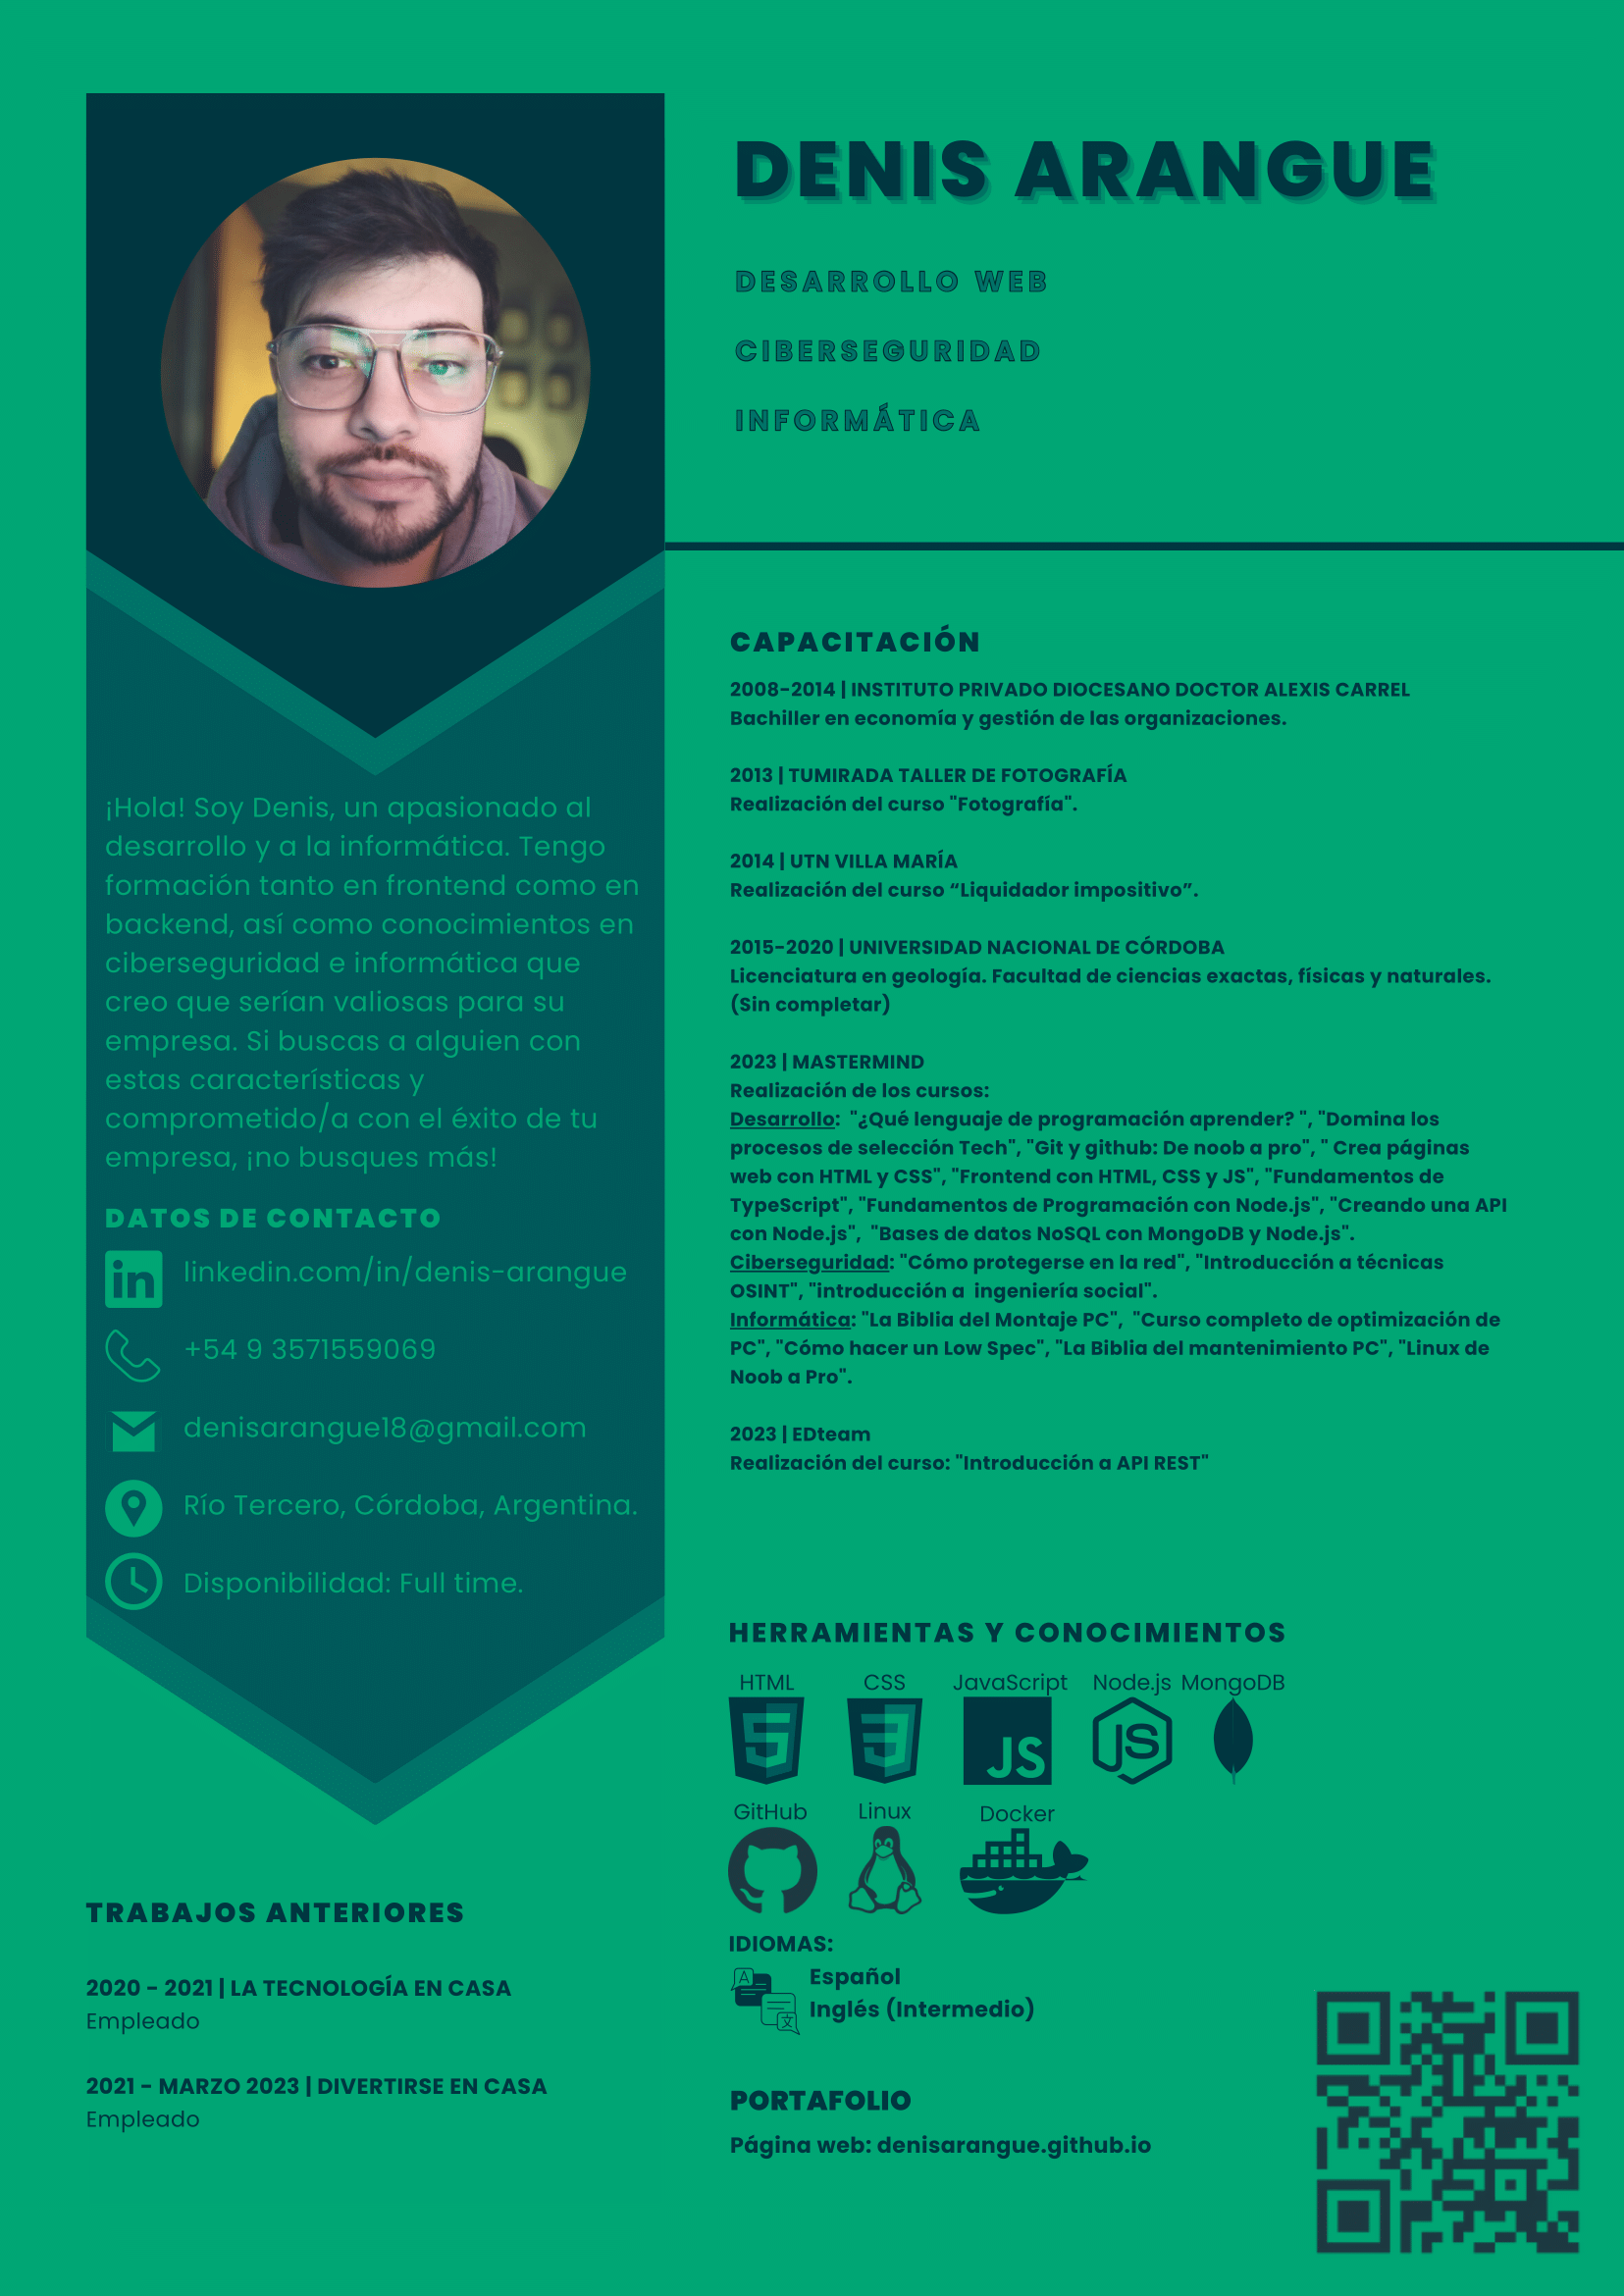 DENIS ARANGUE
DESARROLLO WEB
CIBERSEGURIDAD
INFORMÁTICA
¡Hola! Soy Denis, un apasionado al
desarrollo y a la informática. Tengo
formación tanto en frontend como en
backend, así como conocimientos en
ciberseguridad e informática que
creo que serían valiosas para su
empresa. Si buscas a alguien con
estas características y
comprometido/a con el éxito de tu
empresa, ¡no busques más!
DATOS DE CONTACTO
in
linkedin.com/in/denis-arangue
+54 9 3571559069
denisarangue18@gmail.com
Río Tercero, Córdoba, Argentina.
Disponibilidad: Full time.
TRABAJOS ANTERIORES
2020 - 2021 | LA TECNOLOGÍA EN CASA
Empleado
2021 - MARZO 2023 | DIVERTIRSE EN CASA
Empleado
CAPACITACIÓN
2008-2014 | INSTITUTO PRIVADO DIOCESANO DOCTOR ALEXIS CARREL
Bachiller en economía y gestión de las organizaciones.
2013 | TUMIRADA TALLER DE FOTOGRAFÍA
Realización del curso "Fotografía".
2014 | UTN VILLA MARÍA
Realización del curso “Liquidador impositivo”.
2015-2020 | UNIVERSIDAD NACIONAL DE CÓRDOBA
Licenciatura en geología. Facultad de ciencias exactas, físicas y naturales.
(Sin completar)
2023 | MASTERMIND
Realización de los cursos:
Desarrollo:  "¿Qué lenguaje de programación aprender? ", "Domina los
procesos de selección Tech", "Git y github: De noob a pro", " Crea páginas
web con HTML y CSS", "Frontend con HTML, CSS y JS", "Fundamentos de
TypeScript", "Fundamentos de Programación con Node.js", "Creando una API
con Node.js",  "Bases de datos NoSQL con MongoDB y Node.js".
Ciberseguridad: "Cómo protegerse en la red", "Introducción a técnicas
OSINT", "introducción a  ingeniería social".
Informática: "La Biblia del Montaje PC",  "Curso completo de optimización de
PC", "Cómo hacer un Low Spec", "La Biblia del mantenimiento PC", "Linux de
Noob a Pro".
2023 | EDteam
Realización del curso: "Introducción a API REST"
HERRAMIENTAS Y CONOCIMIENTOS
HTML CSS JavaScript Node.js MongoDB
5 3 JS JS
GitHub Linux Docker
IDIOMAS:
A 文
Español
Inglés (Intermedio)
PORTAFOLIO
Página web: denisarangue.github.io